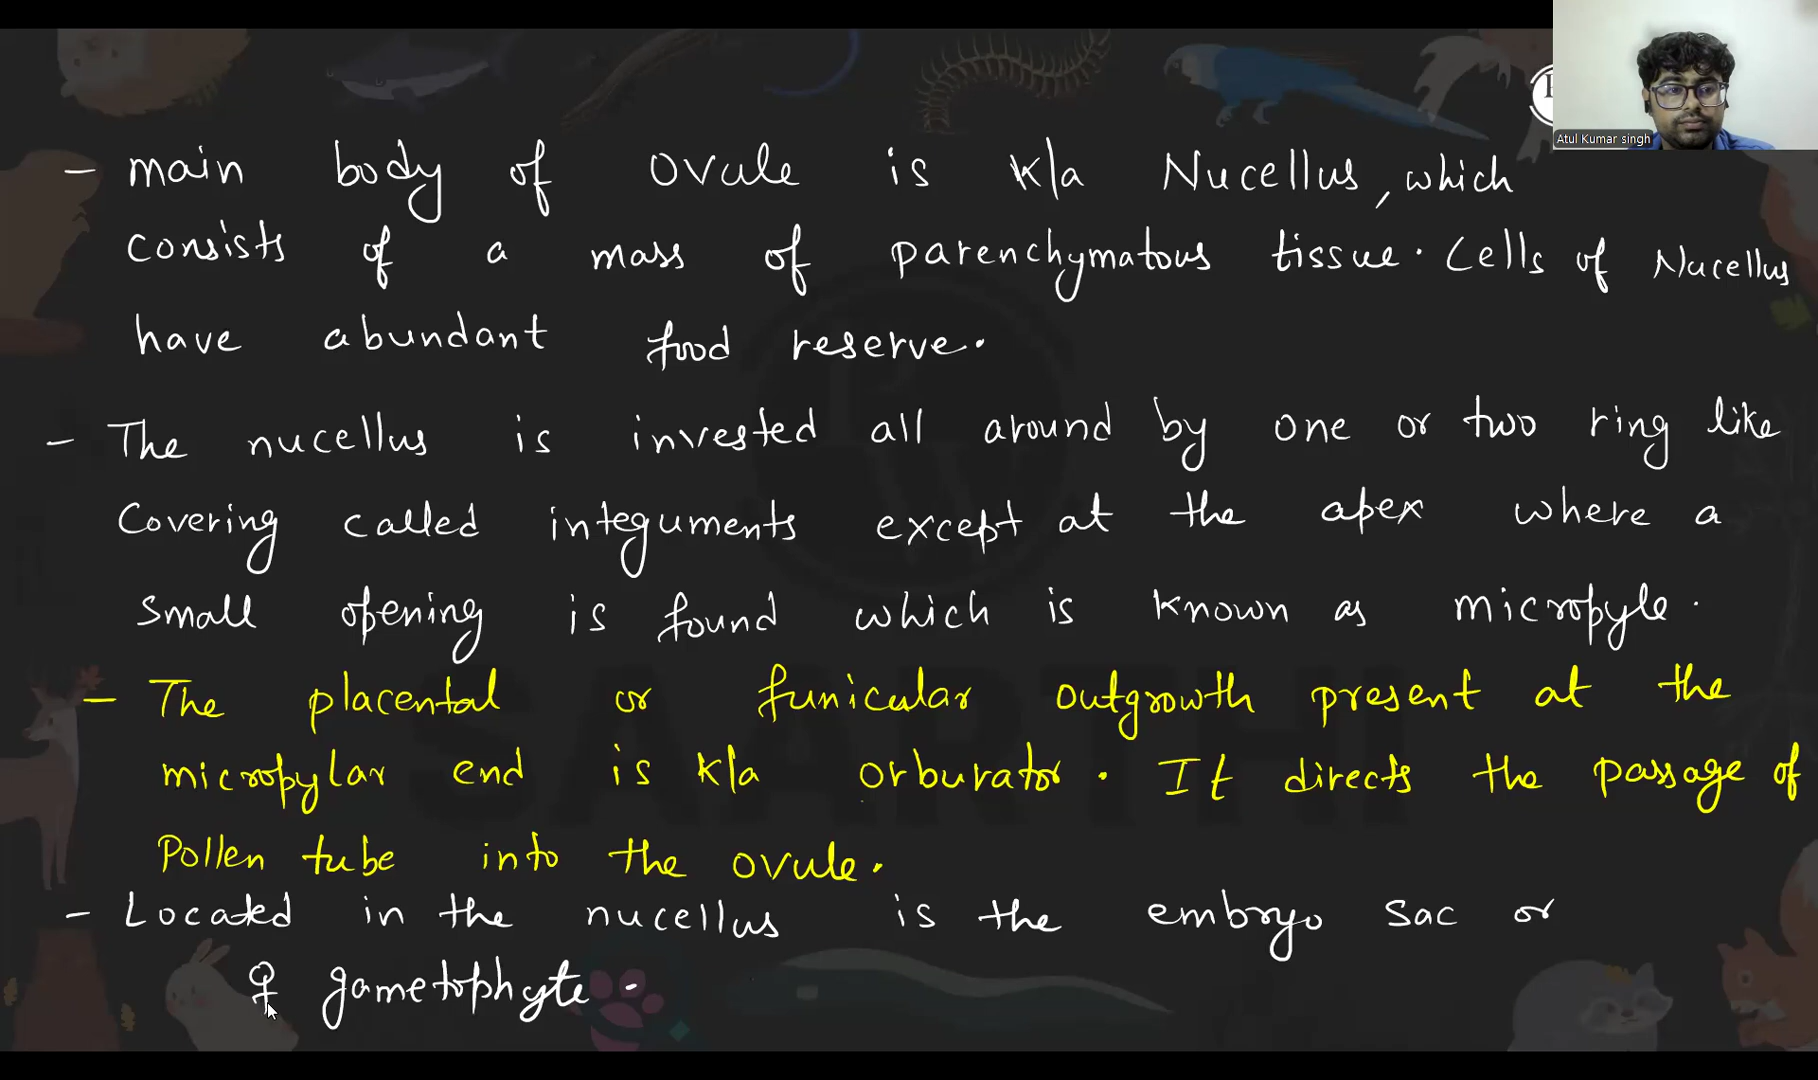 Atul Kumar singh
- main body of ovule is k/a Nucellus, which
consists of a mass of parenchymatous tissue. Cells of Nucellus
have abundant food reserve.
- The nucellus is invested all around by one or two ring like
Covering called integuments except at the apex where a
small opening is found which is known as micropyle.
- The placental or funicular outgrowth present at the
micropylar end is k/a orburator. It directs the passage of
Pollen tube into the ovule.
- Located in the nucellus is the embryo sac or
♀ gametophyte.
SAARTHI